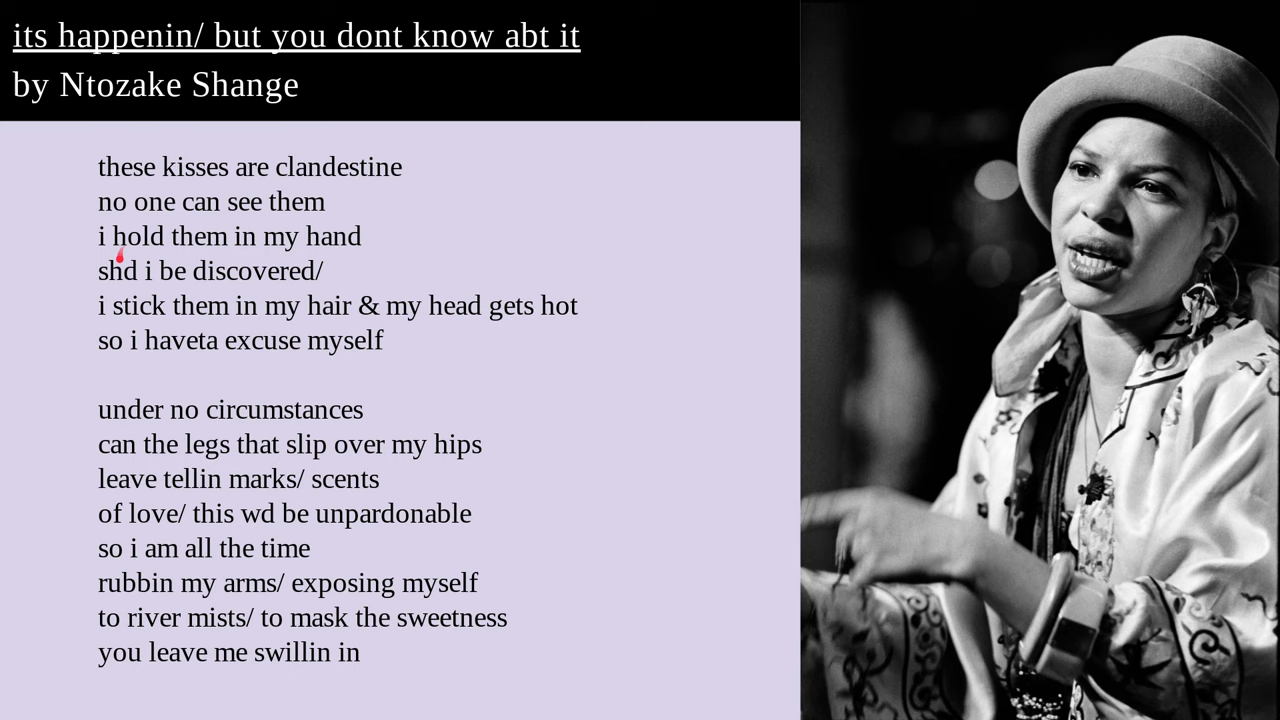 its happenin/ but you dont know abt it
by Ntozake Shange
these kisses are clandestine
no one can see them
i hold them in my hand
shd i be discovered/
i stick them in my hair & my head gets hot
so i haveta excuse myself
under no circumstances
can the legs that slip over my hips
leave tellin marks/ scents
of love/ this wd be unpardonable
so i am all the time
rubbin my arms/ exposing myself
to river mists/ to mask the sweetness
you leave me swillin in